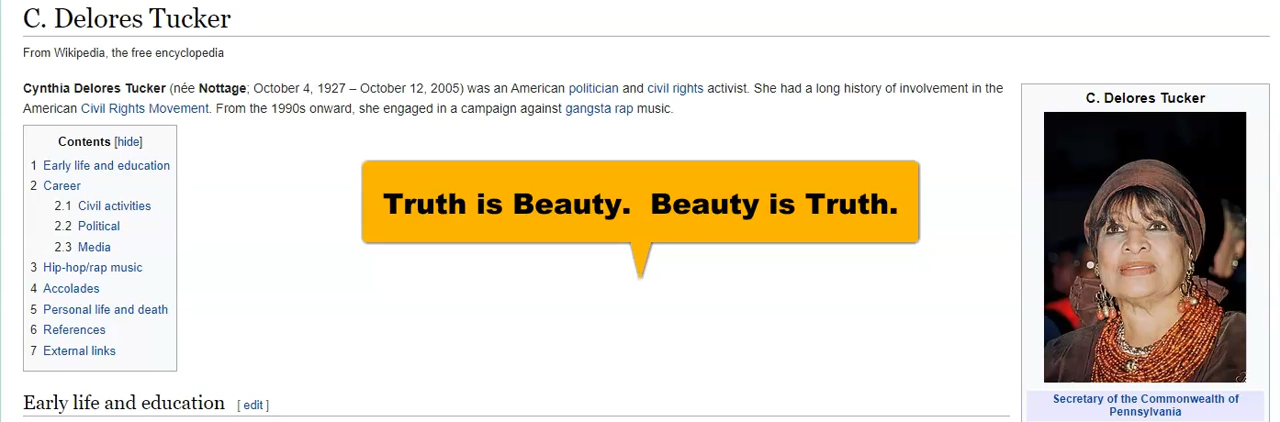 C. Delores Tucker
From Wikipedia, the free encyclopedia
Cynthia Delores Tucker (née Nottage; October 4, 1927 – October 12, 2005) was an American politician and civil rights activist. She had a long history of involvement in the
American Civil Rights Movement. From the 1990s onward, she engaged in a campaign against gangsta rap music.
Contents [hide]
1 Early life and education
2 Career
2.1 Civil activities
2.2 Political
2.3 Media
3 Hip-hop/rap music
4 Accolades
5 Personal life and death
6 References
7 External links
Truth is Beauty. Beauty is Truth.
Early life and education [ edit ]
C. Delores Tucker
Secretary of the Commonwealth of
Pennsylvania